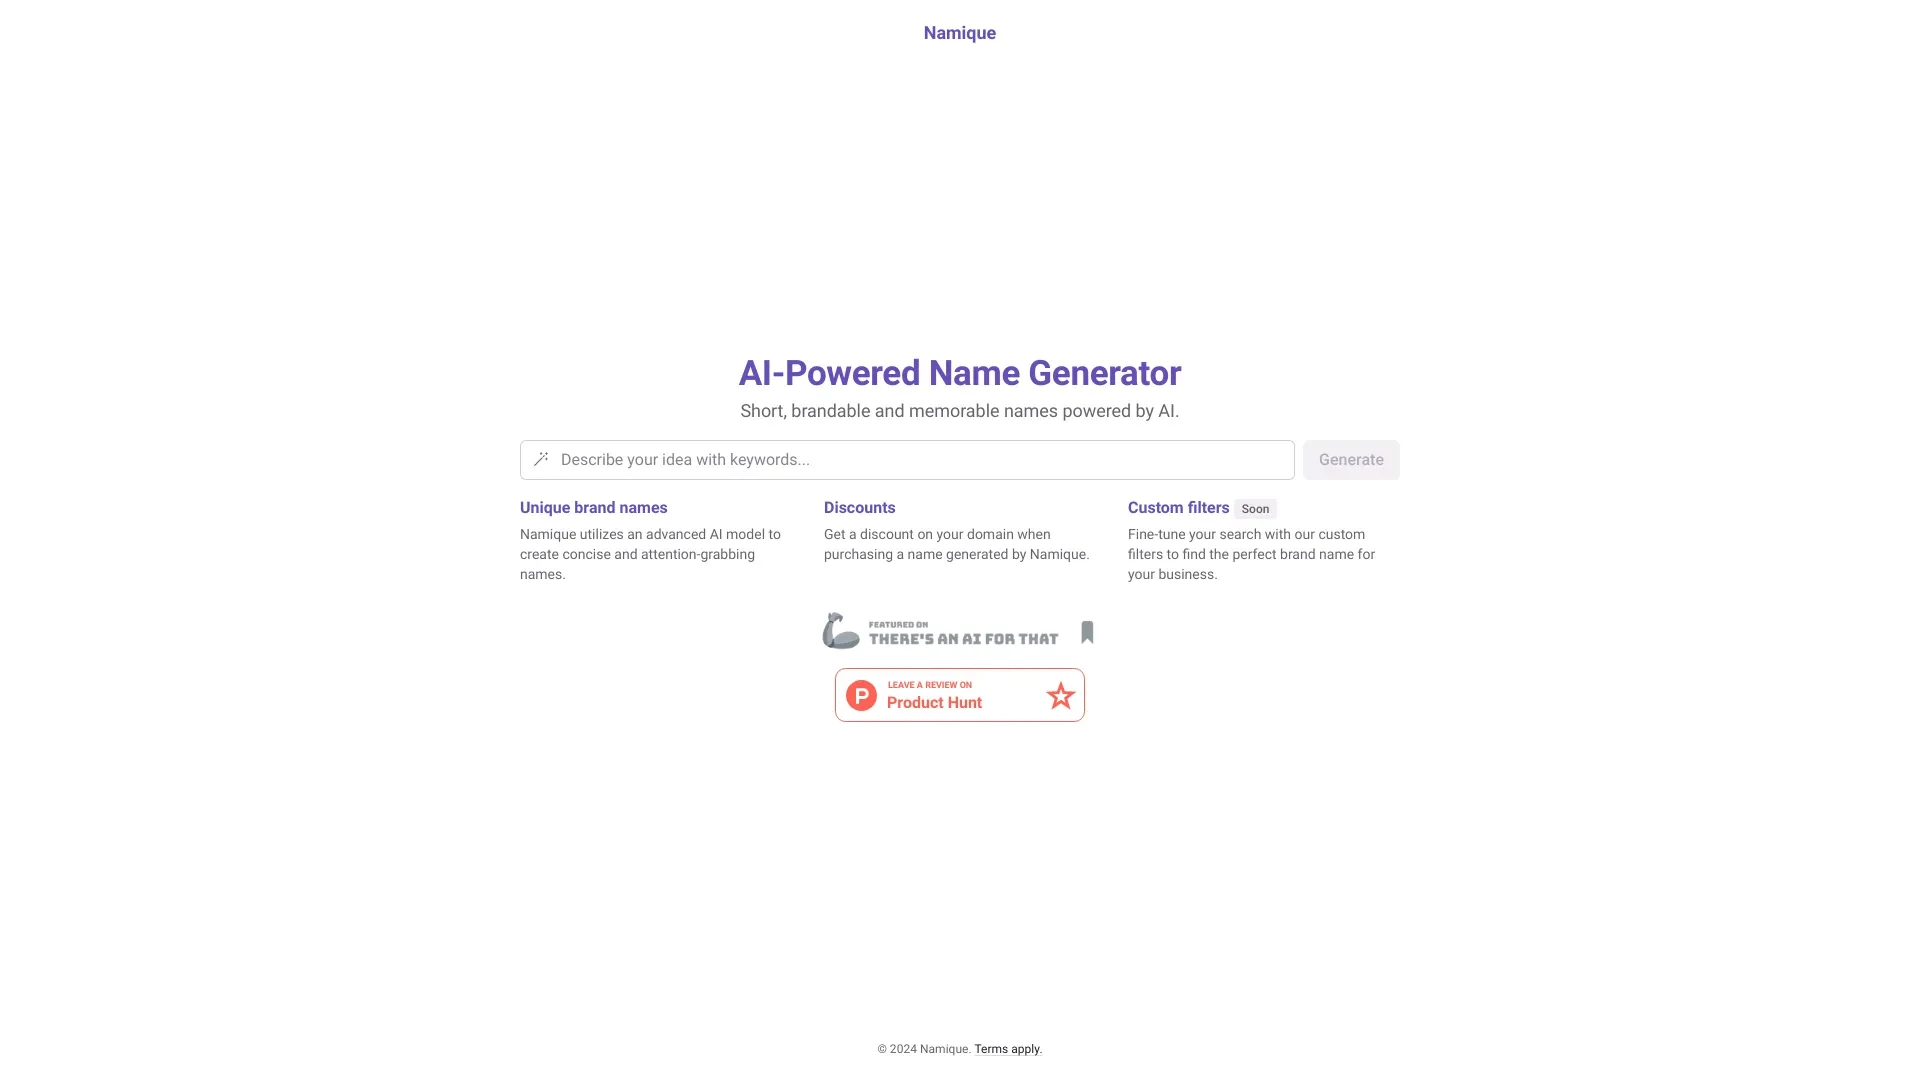 Namique
AI-Powered Name Generator
Short, brandable and memorable names powered by AI.
Describe your idea with keywords...
Generate
Unique brand names
Namique utilizes an advanced AI model to
create concise and attention-grabbing
names.
Discounts
Get a discount on your domain when
purchasing a name generated by Namique.
Custom filters Soon
Fine-tune your search with our custom
filters to find the perfect brand name for
your business.
FEATURED ON
THERE'S AN AI FOR THAT
P
LEAVE A REVIEW ON
Product Hunt
© 2024 Namique. Terms apply.